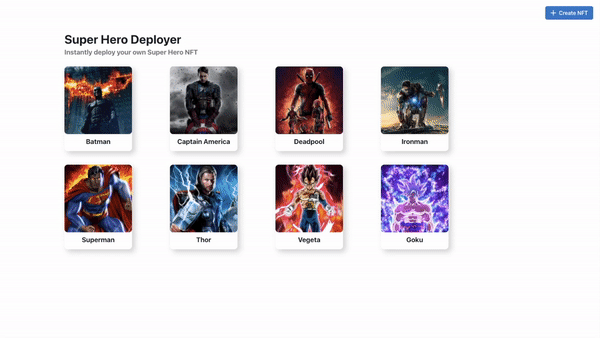 + Create NFT
Super Hero Deployer
Instantly deploy your own Super Hero NFT
Batman
Captain America
Deadpool
Ironman
Superman
Thor
Vegeta
Goku